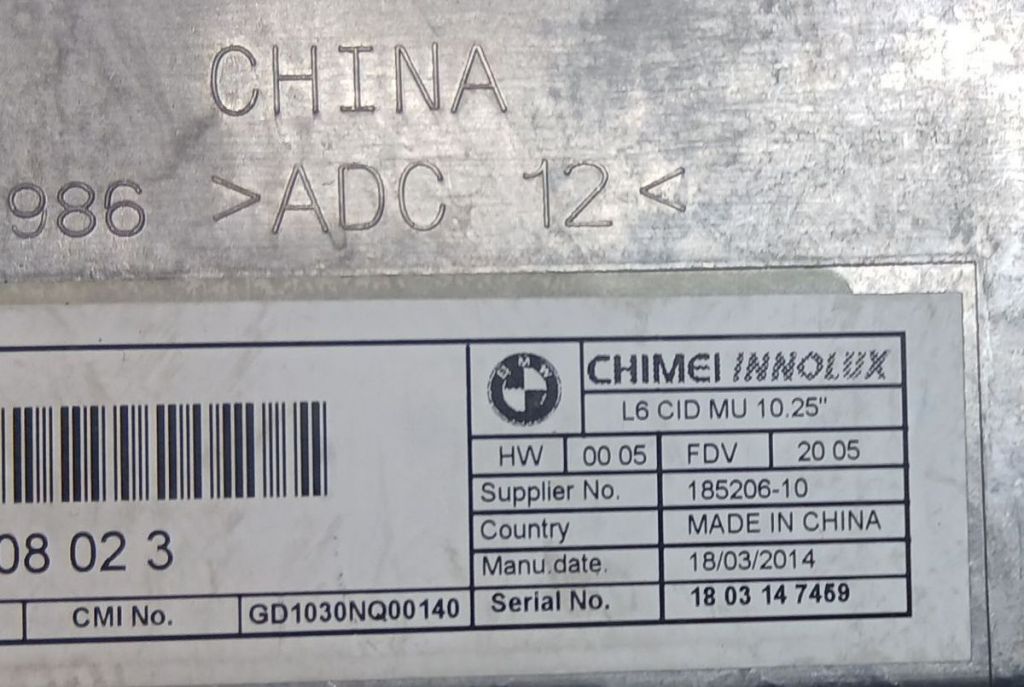 CHINA
986 >ADC 12<
BMW
CHIMEI INNOLUX
L6 CID MU 10.25"
HW 00 05 FDV 20 05
Supplier No. 185206-10
Country MADE IN CHINA
Manu.date. 18/03/2014
Serial No. 18 03 14 7459
08 02 3
CMI No. GD1030NQ00140